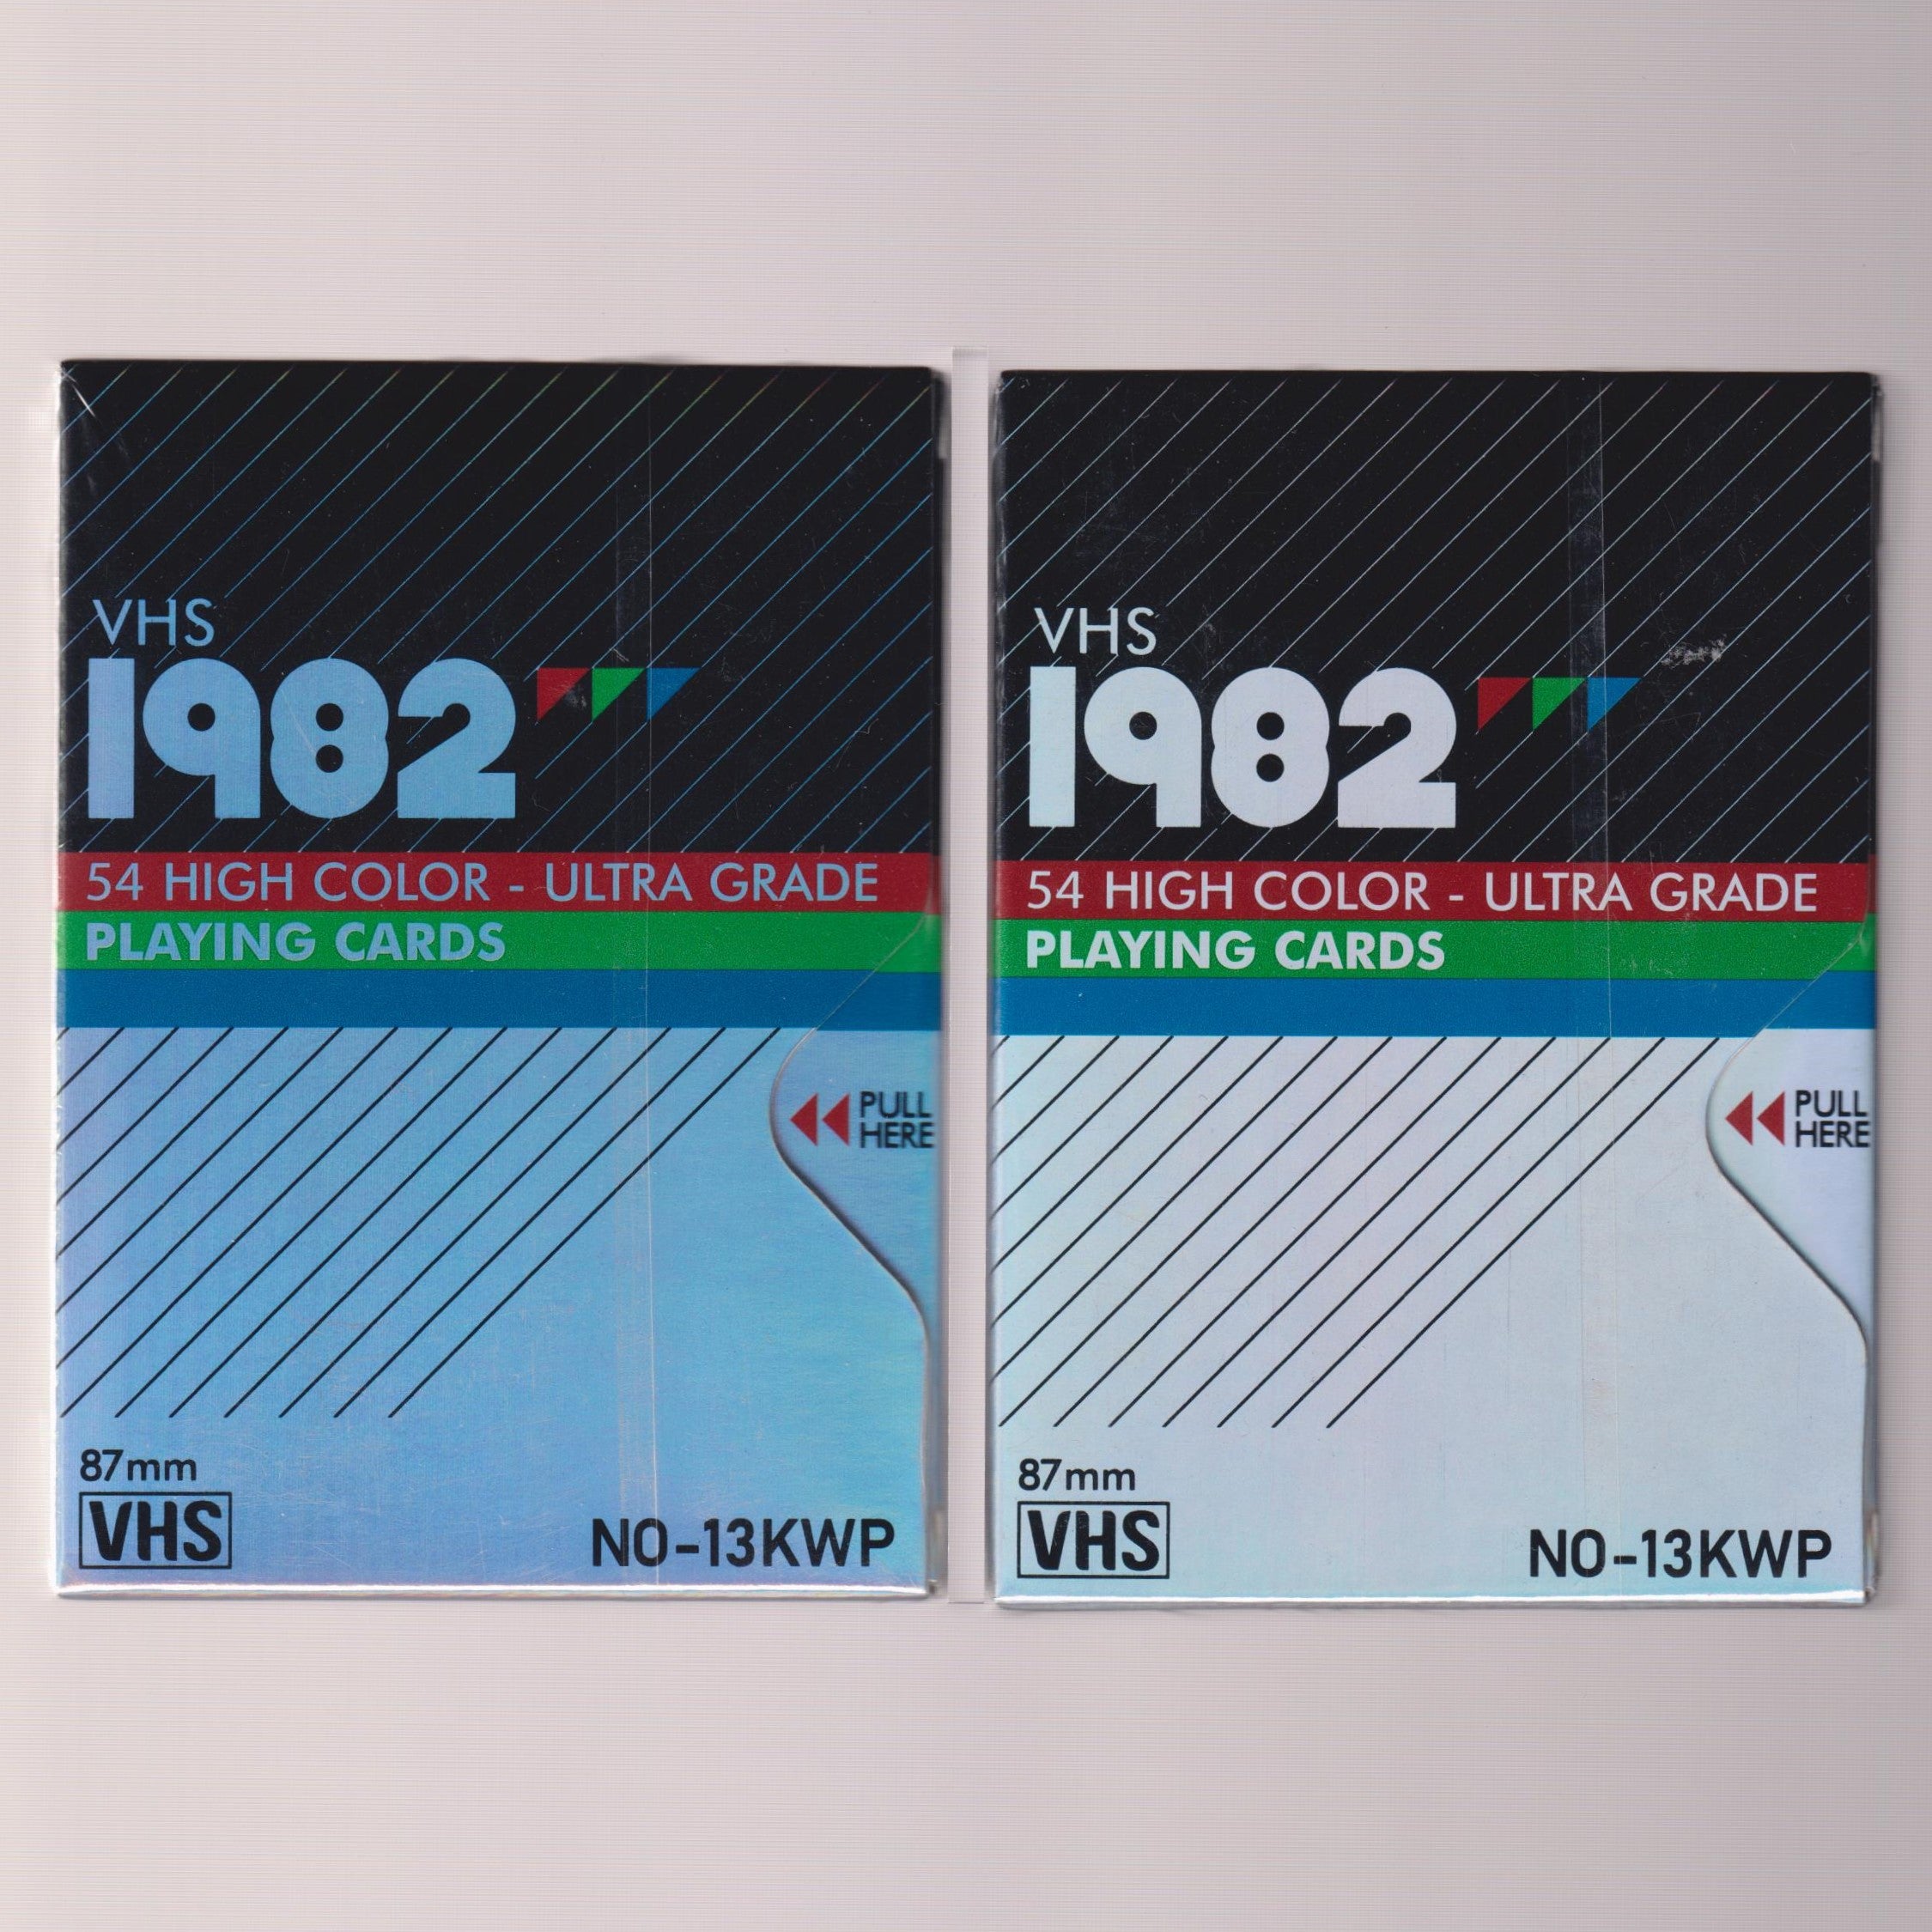 VHS
1982
54 HIGH COLOR - ULTRA GRADE
PLAYING CARDS
PULL
HERE
87mm
VHS
NO-13KWP
VHS
1982
54 HIGH COLOR - ULTRA GRADE
PLAYING CARDS
PULL
HERE
87mm
VHS
NO-13KWP